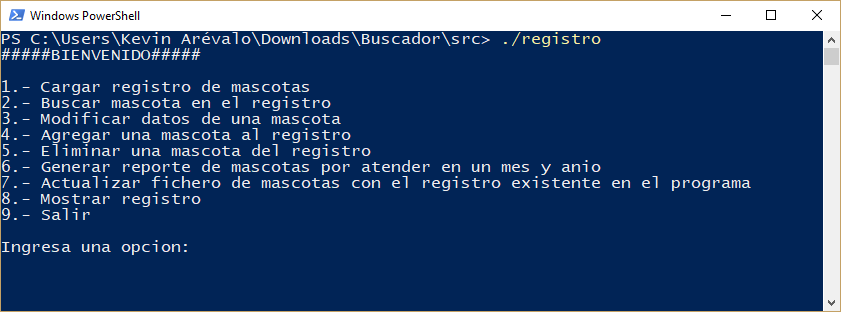 Windows PowerShell
PS C:\Users\Kevin Arévalo\Downloads\Buscador\src> ./registro
#####BIENVENIDO#####
1.- Cargar registro de mascotas
2.- Buscar mascota en el registro
3.- Modificar datos de una mascota
4.- Agregar una mascota al registro
5.- Eliminar una mascota del registro
6.- Generar reporte de mascotas por atender en un mes y anio
7.- Actualizar fichero de mascotas con el registro existente en el programa
8.- Mostrar registro
9.- Salir
Ingresa una opcion: